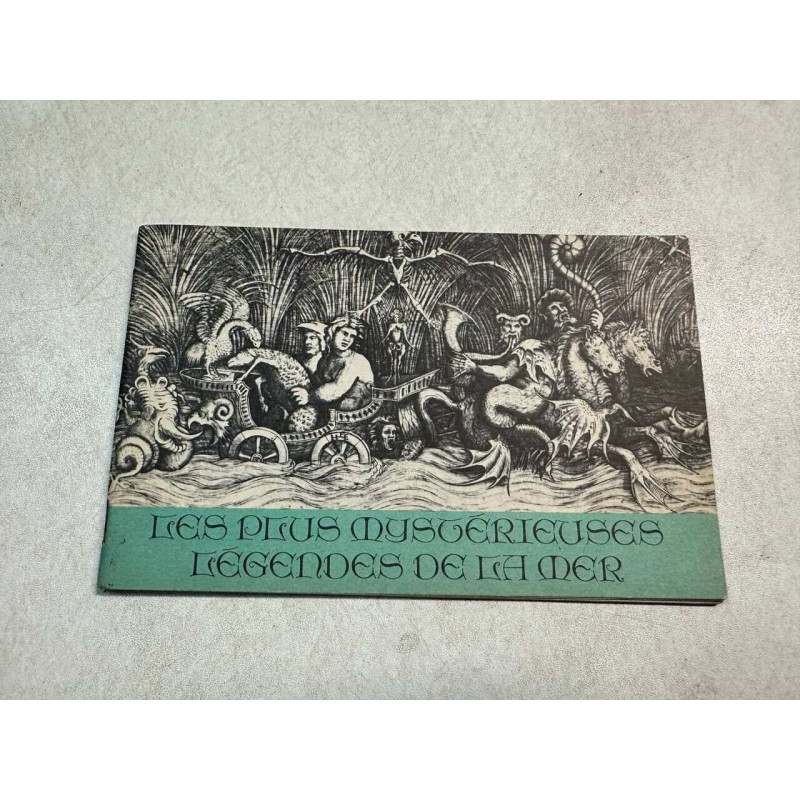 LES PLUS MYSTÉRIEUSES
LÉGENDES DE LA MER